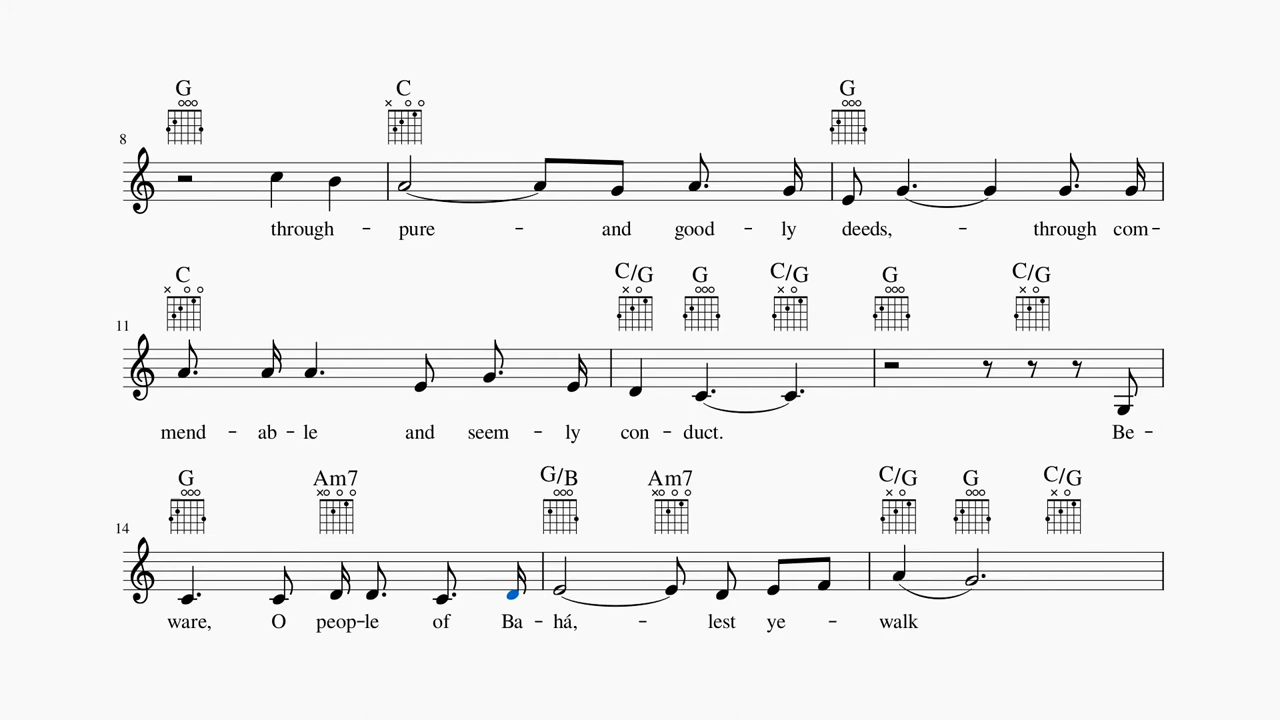 G C G
8
through – pure – and good – ly deeds, – through com –
C C/G G C/G G C/G
11
mend – ab – le and seem – ly con – duct. Be –
G Am7 G/B Am7 C/G G C/G
14
ware, O peop–le of Ba – há, – lest ye – walk